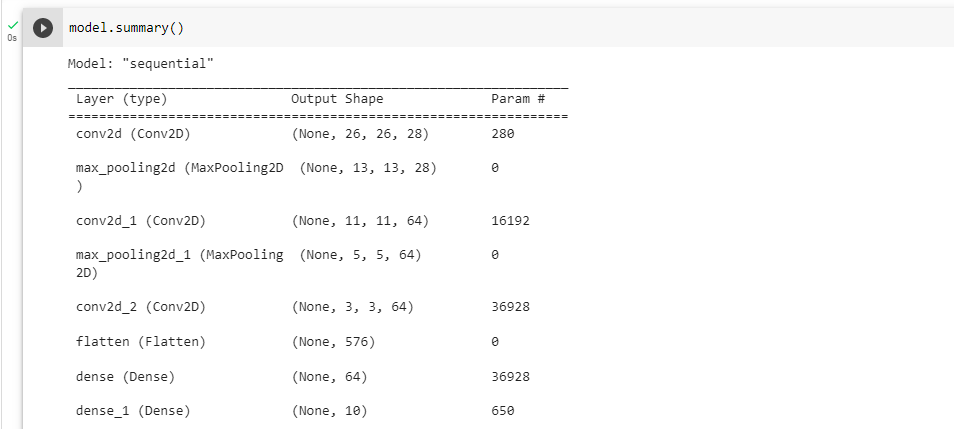 model.summary()
0s
Model: "sequential"
_________________________________________________________________
Layer (type) Output Shape Param #
=================================================================
conv2d (Conv2D) (None, 26, 26, 28) 280
max_pooling2d (MaxPooling2D (None, 13, 13, 28) 0
)
conv2d_1 (Conv2D) (None, 11, 11, 64) 16192
max_pooling2d_1 (MaxPooling (None, 5, 5, 64) 0
2D)
conv2d_2 (Conv2D) (None, 3, 3, 64) 36928
flatten (Flatten) (None, 576) 0
dense (Dense) (None, 64) 36928
dense_1 (Dense) (None, 10) 650